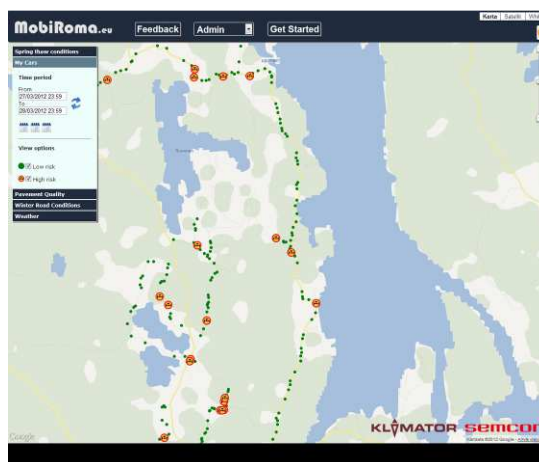 MobiRoma.eu
Feedback
Admin
Get Started
Karta
Satellit
Spring thaw conditions
My Cars
Time period
From
27/03/2012 23:59
To
28/03/2012 23:59
View options
Low risk
High risk
Pavement Quality
Winter Road Conditions
Weather
KLIMATOR semcon
Google